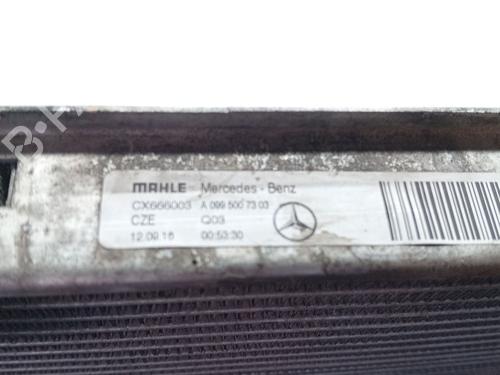 MAHLE Mercedes-Benz
CX666003 A 099 500 73 03
CZE Q03
12.09.16 00:53:30